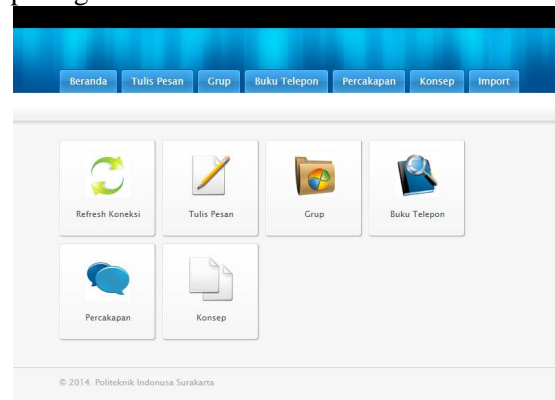 Beranda Tulis Pesan Grup Buku Telepon Percakapan Konsep Import
Refresh Koneksi Tulis Pesan Grup Buku Telepon
Percakapan Konsep
© 2014. Politeknik Indonusa Surakarta